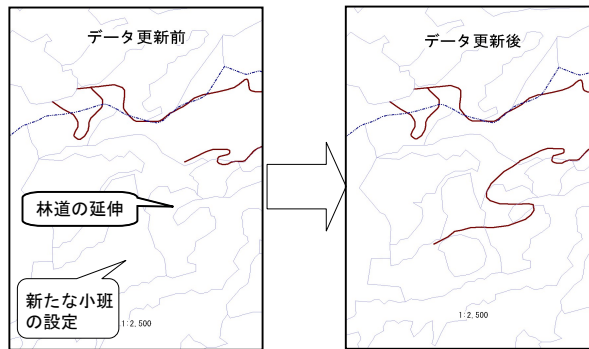 データ更新前
林道の延伸
新たな小班
の設定
1:2,500
データ更新後
1:2,500